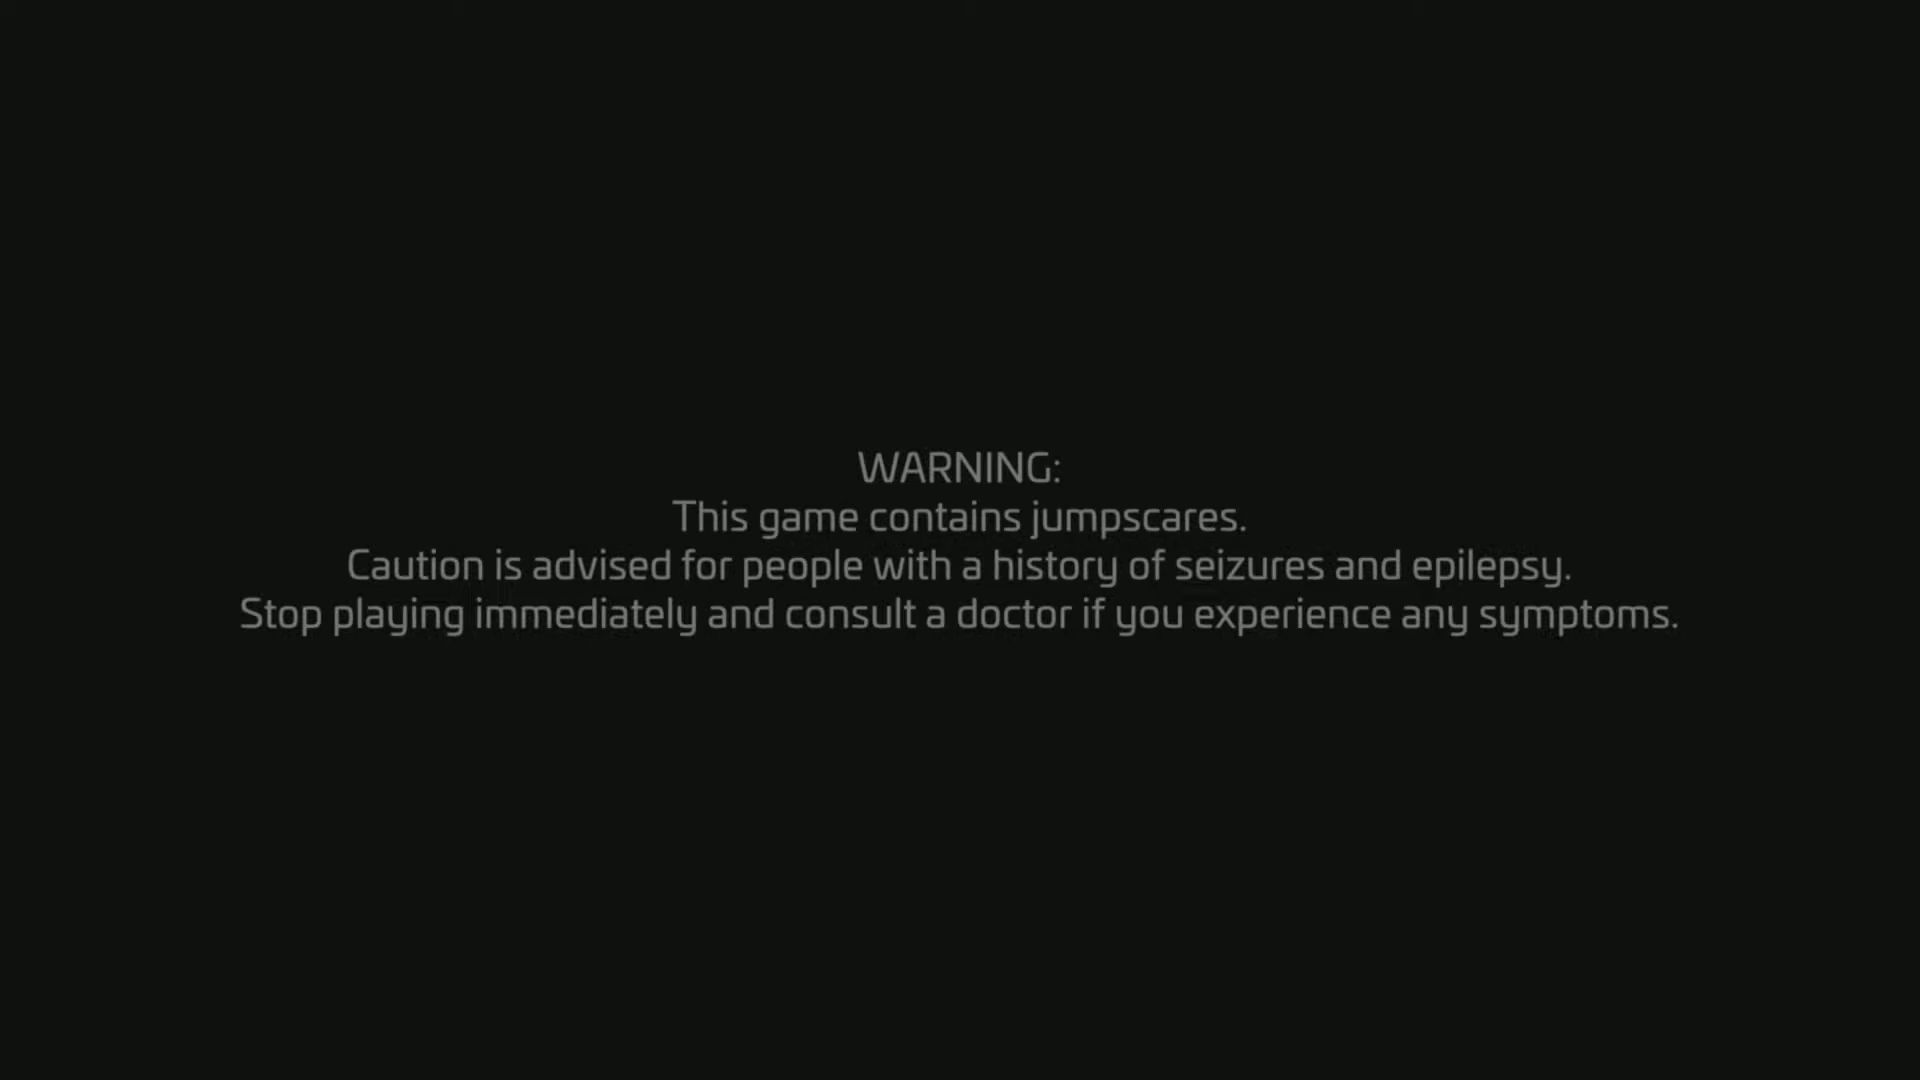 WARNING:
This game contains jumpscares.
Caution is advised for people with a history of seizures and epilepsy.
Stop playing immediately and consult a doctor if you experience any symptoms.